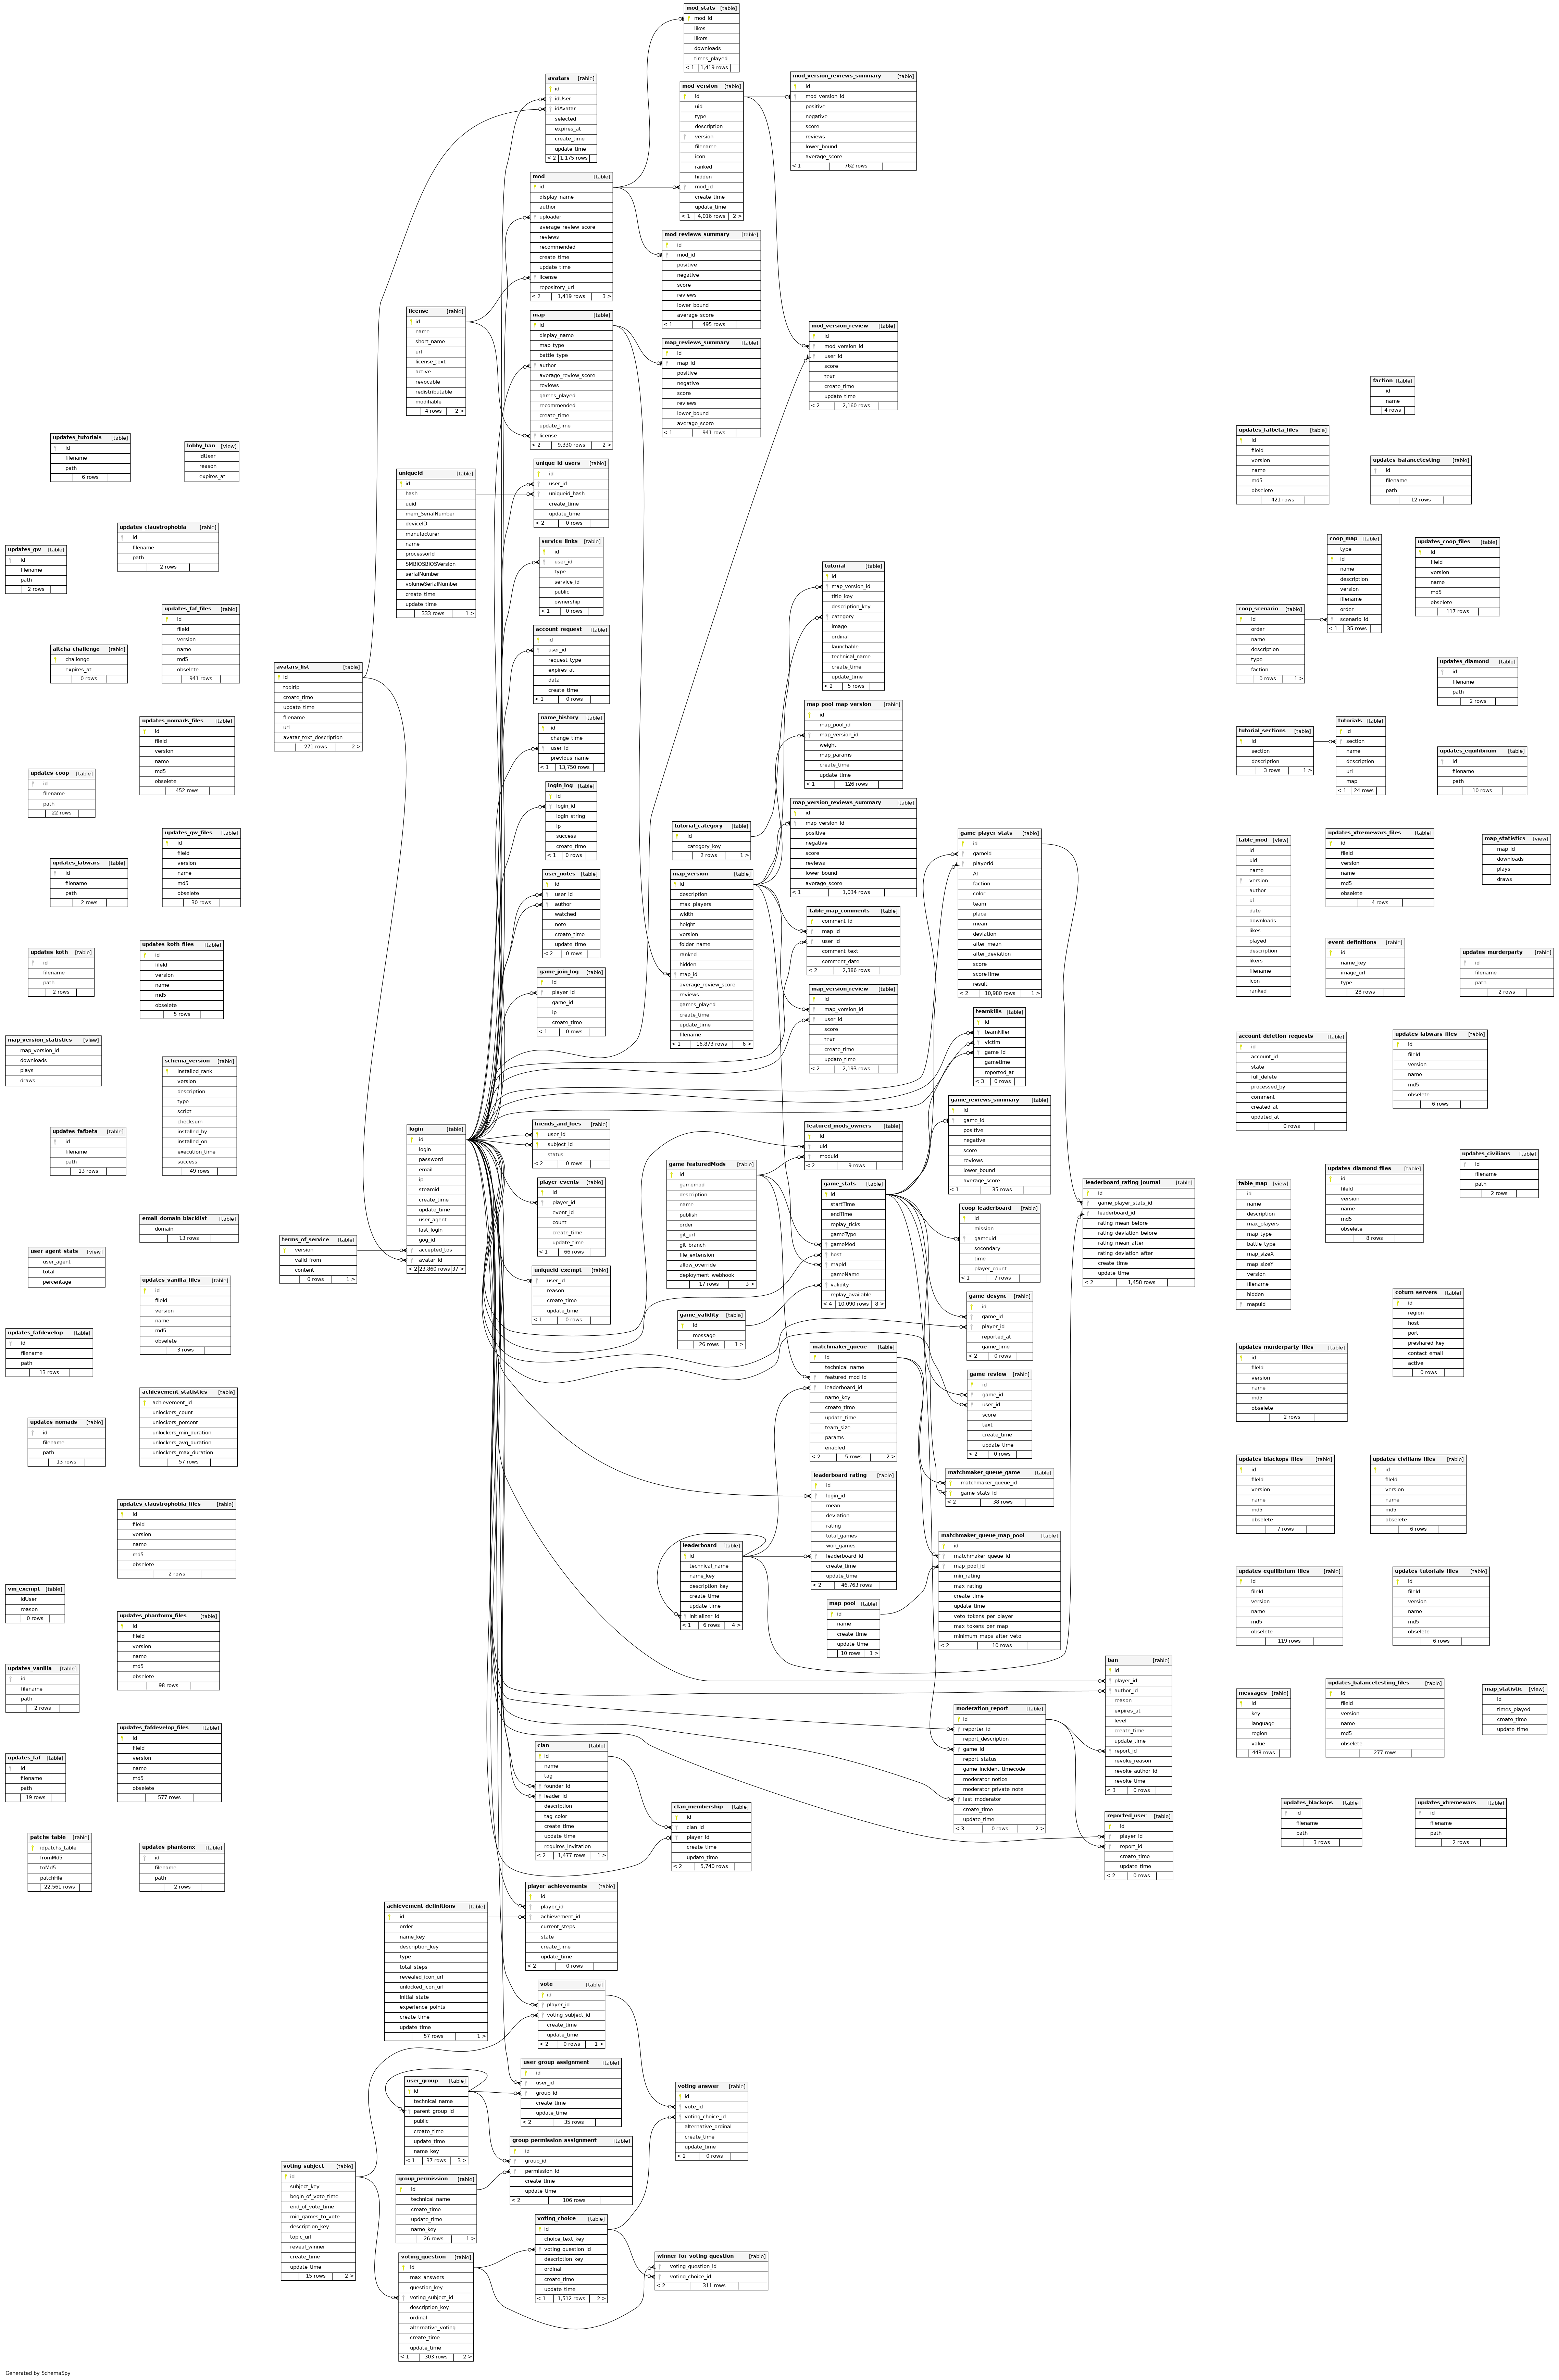 mod_stats [table]
mod_id
likes
likers
downloads
times_played
< 1 1,419 rows
avatars [table]
id
idUser
idAvatar
selected
expires_at
create_time
update_time
< 2 1,175 rows
mod_version [table]
id
uid
type
description
version
filename
icon
ranked
hidden
mod_id
create_time
update_time
< 1 4,016 rows 2 >
mod_version_reviews_summary [table]
id
mod_version_id
positive
negative
score
reviews
lower_bound
average_score
< 1 762 rows
mod [table]
id
display_name
author
uploader
average_review_score
reviews
recommended
create_time
update_time
license
repository_url
< 2 1,419 rows 3 >
mod_reviews_summary [table]
id
mod_id
positive
negative
score
reviews
lower_bound
average_score
< 1 495 rows
license [table]
id
name
short_name
url
license_text
active
revocable
redistributable
modifiable
4 rows 2 >
map [table]
id
display_name
map_type
battle_type
author
average_review_score
reviews
games_played
recommended
create_time
update_time
license
< 2 9,330 rows 2 >
map_reviews_summary [table]
id
map_id
positive
negative
score
reviews
lower_bound
average_score
< 1 941 rows
mod_version_review [table]
id
mod_version_id
user_id
score
text
create_time
update_time
< 2 2,160 rows
faction [table]
id
name
4 rows
updates_tutorials [table]
id
filename
path
6 rows
lobby_ban [view]
idUser
reason
expires_at
updates_fafbeta_files [table]
id
fileId
version
name
md5
obselete
421 rows
updates_balancetesting [table]
id
filename
path
12 rows
uniqueid [table]
id
hash
uuid
mem_SerialNumber
deviceID
manufacturer
name
processorId
SMBIOSBIOSVersion
serialNumber
volumeSerialNumber
create_time
update_time
333 rows 1 >
unique_id_users [table]
id
user_id
uniqueid_hash
create_time
update_time
< 2 0 rows
updates_claustrophobia [table]
id
filename
path
2 rows
updates_gw [table]
id
filename
path
2 rows
service_links [table]
id
user_id
type
service_id
public
ownership
< 1 0 rows
tutorial [table]
id
map_version_id
title_key
description_key
category
image
ordinal
launchable
technical_name
create_time
update_time
< 2 5 rows
coop_map [table]
type
id
name
description
version
filename
order
scenario_id
< 1 35 rows
updates_coop_files [table]
id
fileId
version
name
md5
obselete
117 rows
coop_scenario [table]
id
order
name
description
type
faction
0 rows 1 >
updates_faf_files [table]
id
fileId
version
name
md5
obselete
941 rows
altcha_challenge [table]
challenge
expires_at
0 rows
account_request [table]
id
user_id
request_type
expires_at
data
create_time
< 1 0 rows
avatars_list [table]
id
tooltip
create_time
update_time
filename
url
avatar_text_description
271 rows 2 >
updates_diamond [table]
id
filename
path
2 rows
map_pool_map_version [table]
id
map_pool_id
map_version_id
weight
map_params
create_time
update_time
< 1 126 rows
updates_nomads_files [table]
id
fileId
version
name
md5
obselete
452 rows
name_history [table]
id
change_time
user_id
previous_name
< 1 13,750 rows
tutorial_sections [table]
id
section
description
3 rows 1 >
tutorials [table]
id
section
name
description
url
map
< 1 24 rows
updates_equilibrium [table]
id
filename
path
10 rows
updates_coop [table]
id
filename
path
22 rows
login_log [table]
id
login_id
login_string
ip
success
create_time
< 1 0 rows
map_version_reviews_summary [table]
id
map_version_id
positive
negative
score
reviews
lower_bound
average_score
< 1 1,034 rows
tutorial_category [table]
id
category_key
2 rows 1 >
updates_gw_files [table]
id
fileId
version
name
md5
obselete
30 rows
updates_labwars [table]
id
filename
path
2 rows
game_player_stats [table]
id
gameId
playerId
AI
faction
color
team
place
mean
deviation
after_mean
after_deviation
score
scoreTime
result
< 2 10,980 rows 1 >
table_mod [view]
id
uid
name
version
author
ui
date
downloads
likes
played
description
likers
filename
icon
ranked
updates_xtremewars_files [table]
id
fileId
version
name
md5
obselete
4 rows
map_statistics [view]
map_id
downloads
plays
draws
user_notes [table]
id
user_id
author
watched
note
create_time
update_time
< 2 0 rows
map_version [table]
id
description
max_players
width
height
version
folder_name
ranked
hidden
map_id
average_review_score
reviews
games_played
create_time
update_time
filename
< 1 16,873 rows 6 >
table_map_comments [table]
comment_id
map_id
user_id
comment_text
comment_date
< 2 2,386 rows
updates_koth [table]
id
filename
path
2 rows
updates_koth_files [table]
id
fileId
version
name
md5
obselete
5 rows
event_definitions [table]
id
name_key
image_url
type
28 rows
updates_murderparty [table]
id
filename
path
2 rows
game_join_log [table]
id
player_id
game_id
ip
create_time
< 1 0 rows
map_version_review [table]
id
map_version_id
user_id
score
text
create_time
update_time
< 2 2,193 rows
teamkills [table]
id
teamkiller
victim
game_id
gametime
reported_at
< 3 0 rows
map_version_statistics [view]
map_version_id
downloads
plays
draws
schema_version [table]
installed_rank
version
description
type
script
checksum
installed_by
installed_on
execution_time
success
49 rows
account_deletion_requests [table]
id
account_id
state
full_delete
processed_by
comment
created_at
updated_at
0 rows
updates_labwars_files [table]
id
fileId
version
name
md5
obselete
6 rows
game_reviews_summary [table]
id
game_id
positive
negative
score
reviews
lower_bound
average_score
< 1 35 rows
updates_fafbeta [table]
id
filename
path
13 rows
login [table]
id
login
password
email
ip
steamid
create_time
update_time
user_agent
last_login
gog_id
accepted_tos
avatar_id
< 2 23,860 rows 37 >
friends_and_foes [table]
user_id
subject_id
status
< 2 0 rows
featured_mods_owners [table]
id
uid
moduid
< 2 9 rows
game_featuredMods [table]
id
gamemod
description
name
publish
order
git_url
git_branch
file_extension
allow_override
deployment_webhook
17 rows 3 >
player_events [table]
id
player_id
event_id
count
create_time
update_time
< 1 66 rows
game_stats [table]
id
startTime
endTime
replay_ticks
gameType
gameMod
host
mapId
gameName
validity
replay_available
< 4 10,090 rows 8 >
leaderboard_rating_journal [table]
id
game_player_stats_id
leaderboard_id
rating_mean_before
rating_deviation_before
rating_mean_after
rating_deviation_after
create_time
update_time
< 2 1,458 rows
table_map [view]
id
name
description
max_players
map_type
battle_type
map_sizeX
map_sizeY
version
filename
hidden
mapuid
updates_diamond_files [table]
id
fileId
version
name
md5
obselete
8 rows
updates_civilians [table]
id
filename
path
2 rows
coop_leaderboard [table]
id
mission
gameuid
secondary
time
player_count
< 1 7 rows
email_domain_blacklist [table]
domain
13 rows
terms_of_service [table]
version
valid_from
content
0 rows 1 >
user_agent_stats [view]
user_agent
total
percentage
uniqueid_exempt [table]
user_id
reason
create_time
update_time
< 1 0 rows
updates_vanilla_files [table]
id
fileId
version
name
md5
obselete
3 rows
game_desync [table]
id
game_id
player_id
reported_at
game_time
< 2 0 rows
coturn_servers [table]
id
region
host
port
preshared_key
contact_email
active
0 rows
game_validity [table]
id
message
26 rows 1 >
updates_fafdevelop [table]
id
filename
path
13 rows
matchmaker_queue [table]
id
technical_name
featured_mod_id
leaderboard_id
name_key
create_time
update_time
team_size
params
enabled
< 2 5 rows 2 >
updates_murderparty_files [table]
id
fileId
version
name
md5
obselete
2 rows
game_review [table]
id
game_id
user_id
score
text
create_time
update_time
< 2 0 rows
achievement_statistics [table]
achievement_id
unlockers_count
unlockers_percent
unlockers_min_duration
unlockers_avg_duration
unlockers_max_duration
57 rows
updates_nomads [table]
id
filename
path
13 rows
leaderboard_rating [table]
id
login_id
mean
deviation
rating
total_games
won_games
leaderboard_id
create_time
update_time
< 2 46,763 rows
matchmaker_queue_game [table]
matchmaker_queue_id
game_stats_id
< 2 38 rows
updates_blackops_files [table]
id
fileId
version
name
md5
obselete
7 rows
updates_civilians_files [table]
id
fileId
version
name
md5
obselete
6 rows
updates_claustrophobia_files [table]
id
fileId
version
name
md5
obselete
2 rows
matchmaker_queue_map_pool [table]
id
matchmaker_queue_id
map_pool_id
min_rating
max_rating
create_time
update_time
veto_tokens_per_player
max_tokens_per_map
minimum_maps_after_veto
< 2 10 rows
leaderboard [table]
id
technical_name
name_key
description_key
create_time
update_time
initializer_id
< 1 6 rows 4 >
updates_equilibrium_files [table]
id
fileId
version
name
md5
obselete
119 rows
updates_tutorials_files [table]
id
fileId
version
name
md5
obselete
6 rows
vm_exempt [table]
idUser
reason
0 rows
map_pool [table]
id
name
create_time
update_time
10 rows 1 >
updates_phantomx_files [table]
id
fileId
version
name
md5
obselete
98 rows
ban [table]
id
player_id
author_id
reason
expires_at
level
create_time
update_time
report_id
revoke_reason
revoke_author_id
revoke_time
< 3 0 rows
updates_vanilla [table]
id
filename
path
2 rows
messages [table]
id
key
language
region
value
443 rows
updates_balancetesting_files [table]
id
fileId
version
name
md5
obselete
277 rows
map_statistic [view]
id
times_played
create_time
update_time
moderation_report [table]
id
reporter_id
report_description
game_id
report_status
game_incident_timecode
moderator_notice
moderator_private_note
last_moderator
create_time
update_time
< 3 0 rows 2 >
updates_fafdevelop_files [table]
id
fileId
version
name
md5
obselete
577 rows
clan [table]
id
name
tag
founder_id
leader_id
description
tag_color
create_time
update_time
requires_invitation
< 2 1,477 rows 1 >
updates_faf [table]
id
filename
path
19 rows
clan_membership [table]
id
clan_id
player_id
create_time
update_time
< 2 5,740 rows
updates_blackops [table]
id
filename
path
3 rows
updates_xtremewars [table]
id
filename
path
2 rows
reported_user [table]
id
player_id
report_id
create_time
update_time
< 2 0 rows
patchs_table [table]
idpatchs_table
fromMd5
toMd5
patchFile
22,561 rows
updates_phantomx [table]
id
filename
path
2 rows
player_achievements [table]
id
player_id
achievement_id
current_steps
state
create_time
update_time
< 2 0 rows
achievement_definitions [table]
id
order
name_key
description_key
type
total_steps
revealed_icon_url
unlocked_icon_url
initial_state
experience_points
create_time
update_time
57 rows 1 >
vote [table]
id
player_id
voting_subject_id
create_time
update_time
< 2 0 rows 1 >
user_group_assignment [table]
id
user_id
group_id
create_time
update_time
< 2 35 rows
user_group [table]
id
technical_name
parent_group_id
public
create_time
update_time
name_key
< 1 37 rows 3 >
voting_answer [table]
id
vote_id
voting_choice_id
alternative_ordinal
create_time
update_time
< 2 0 rows
group_permission_assignment [table]
id
group_id
permission_id
create_time
update_time
< 2 106 rows
voting_subject [table]
id
subject_key
begin_of_vote_time
end_of_vote_time
min_games_to_vote
description_key
topic_url
reveal_winner
create_time
update_time
15 rows 2 >
group_permission [table]
id
technical_name
create_time
update_time
name_key
26 rows 1 >
voting_choice [table]
id
choice_text_key
voting_question_id
description_key
ordinal
create_time
update_time
< 1 1,512 rows 2 >
voting_question [table]
id
max_answers
question_key
voting_subject_id
description_key
ordinal
alternative_voting
create_time
update_time
< 1 303 rows 2 >
winner_for_voting_question [table]
voting_question_id
voting_choice_id
< 2 311 rows
Generated by SchemaSpy